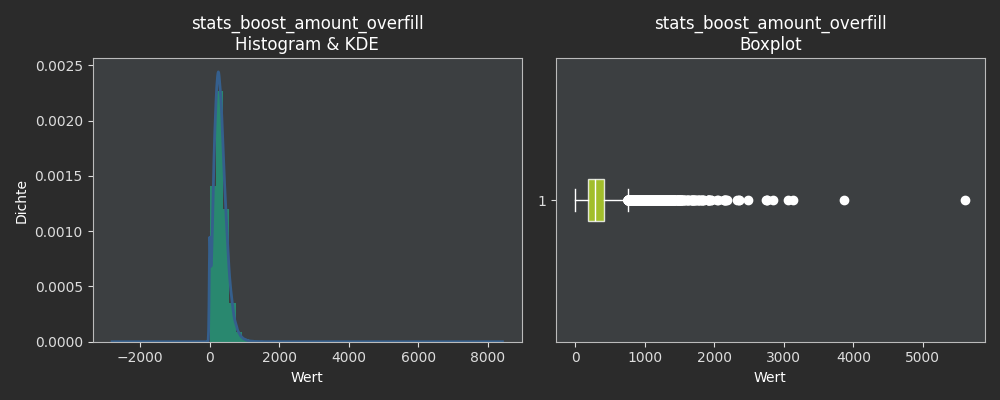 stats_boost_amount_overfill
Histogram & KDE
Dichte
0.0025
0.0020
0.0015
0.0010
0.0005
0.0000
−2000 0 2000 4000 6000 8000
Wert
stats_boost_amount_overfill
Boxplot
1
0 1000 2000 3000 4000 5000
Wert